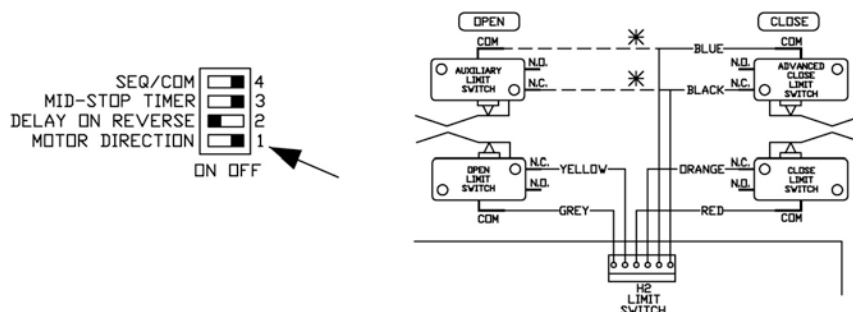 SEQ/COM 4
MID-STOP TIMER 3
DELAY ON REVERSE 2
MOTOR DIRECTION 1
ON OFF
OPEN
CLOSE
COM
COM
BLUE
N.O.
N.O.
AUXILIARY
LIMIT
SWITCH
ADVANCED
CLOSE
LIMIT
SWITCH
N.C.
N.C.
BLACK
N.C.
YELLOW
ORANGE
N.C.
OPEN
LIMIT
SWITCH
CLOSE
LIMIT
SWITCH
N.O.
N.O.
GREY
RED
COM
COM
H2
LIMIT
SWITCH